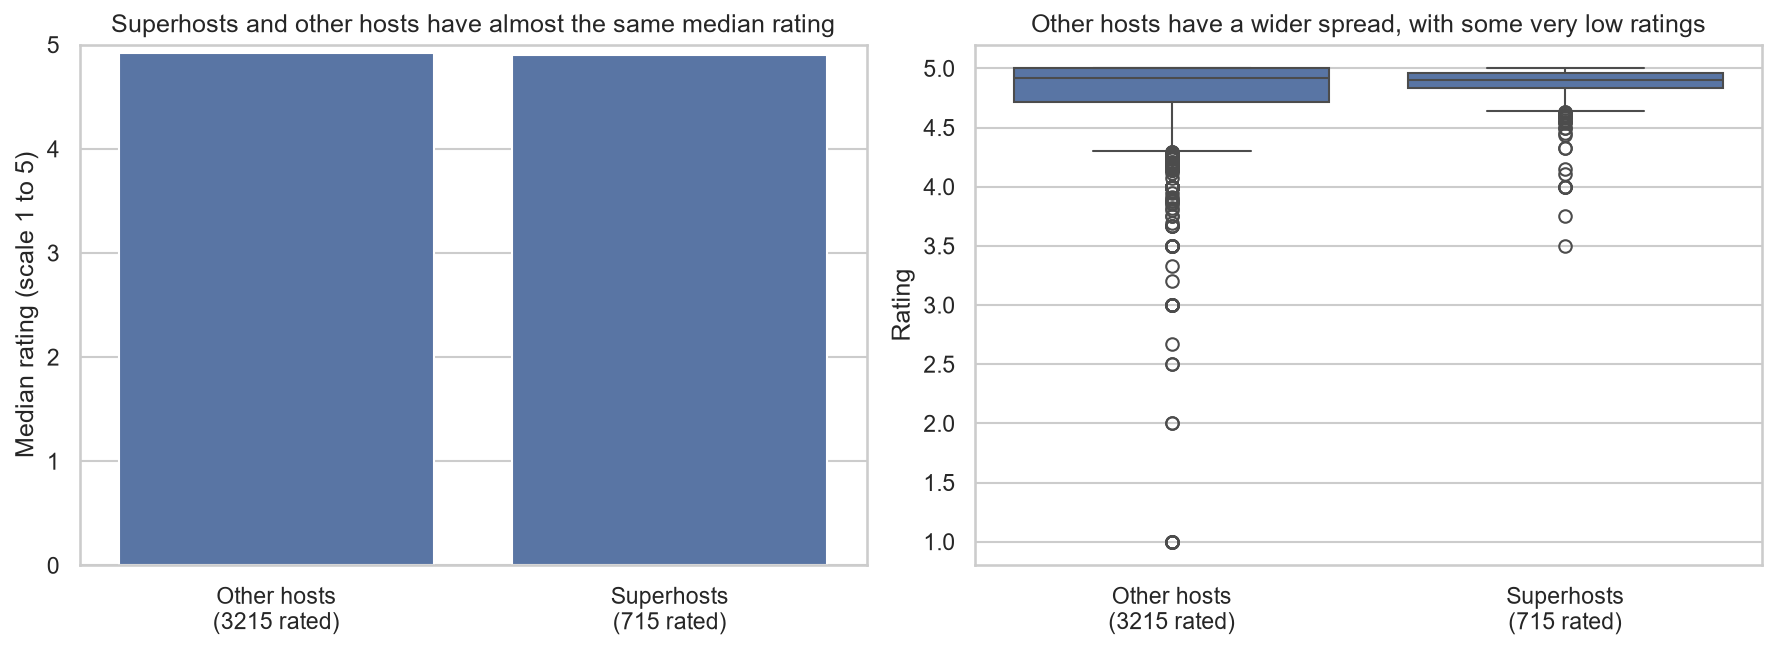 Superhosts and other hosts have almost the same median rating
Median rating (scale 1 to 5)
5
4
3
2
1
0
Other hosts
(3215 rated)
Superhosts
(715 rated)
Other hosts have a wider spread, with some very low ratings
Rating
5.0
4.5
4.0
3.5
3.0
2.5
2.0
1.5
1.0
Other hosts
(3215 rated)
Superhosts
(715 rated)